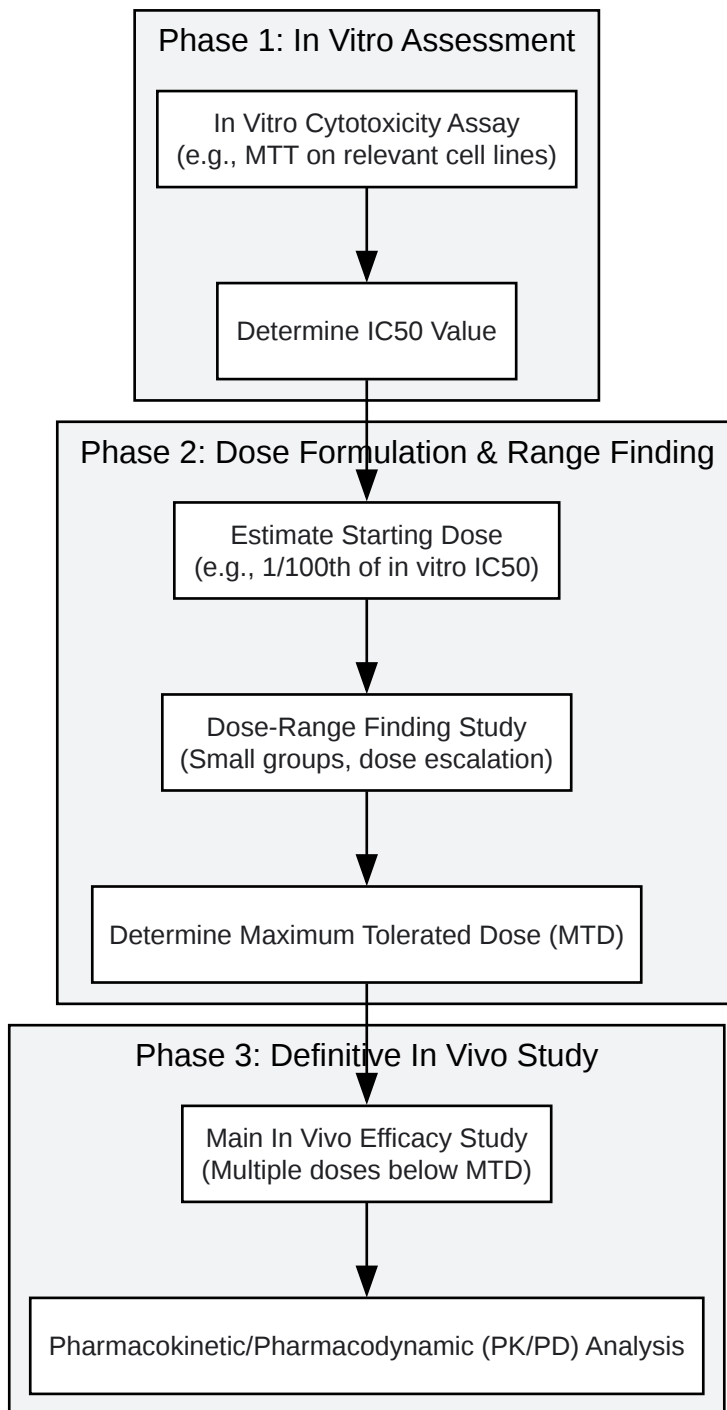 Phase 1: In Vitro Assessment
In Vitro Cytotoxicity Assay
(e.g., MTT on relevant cell lines)
Determine IC50 Value
Phase 2: Dose Formulation & Range Finding
Estimate Starting Dose
(e.g., 1/100th of in vitro IC50)
Dose-Range Finding Study
(Small groups, dose escalation)
Determine Maximum Tolerated Dose (MTD)
Phase 3: Definitive In Vivo Study
Main In Vivo Efficacy Study
(Multiple doses below MTD)
Pharmacokinetic/Pharmacodynamic (PK/PD) Analysis